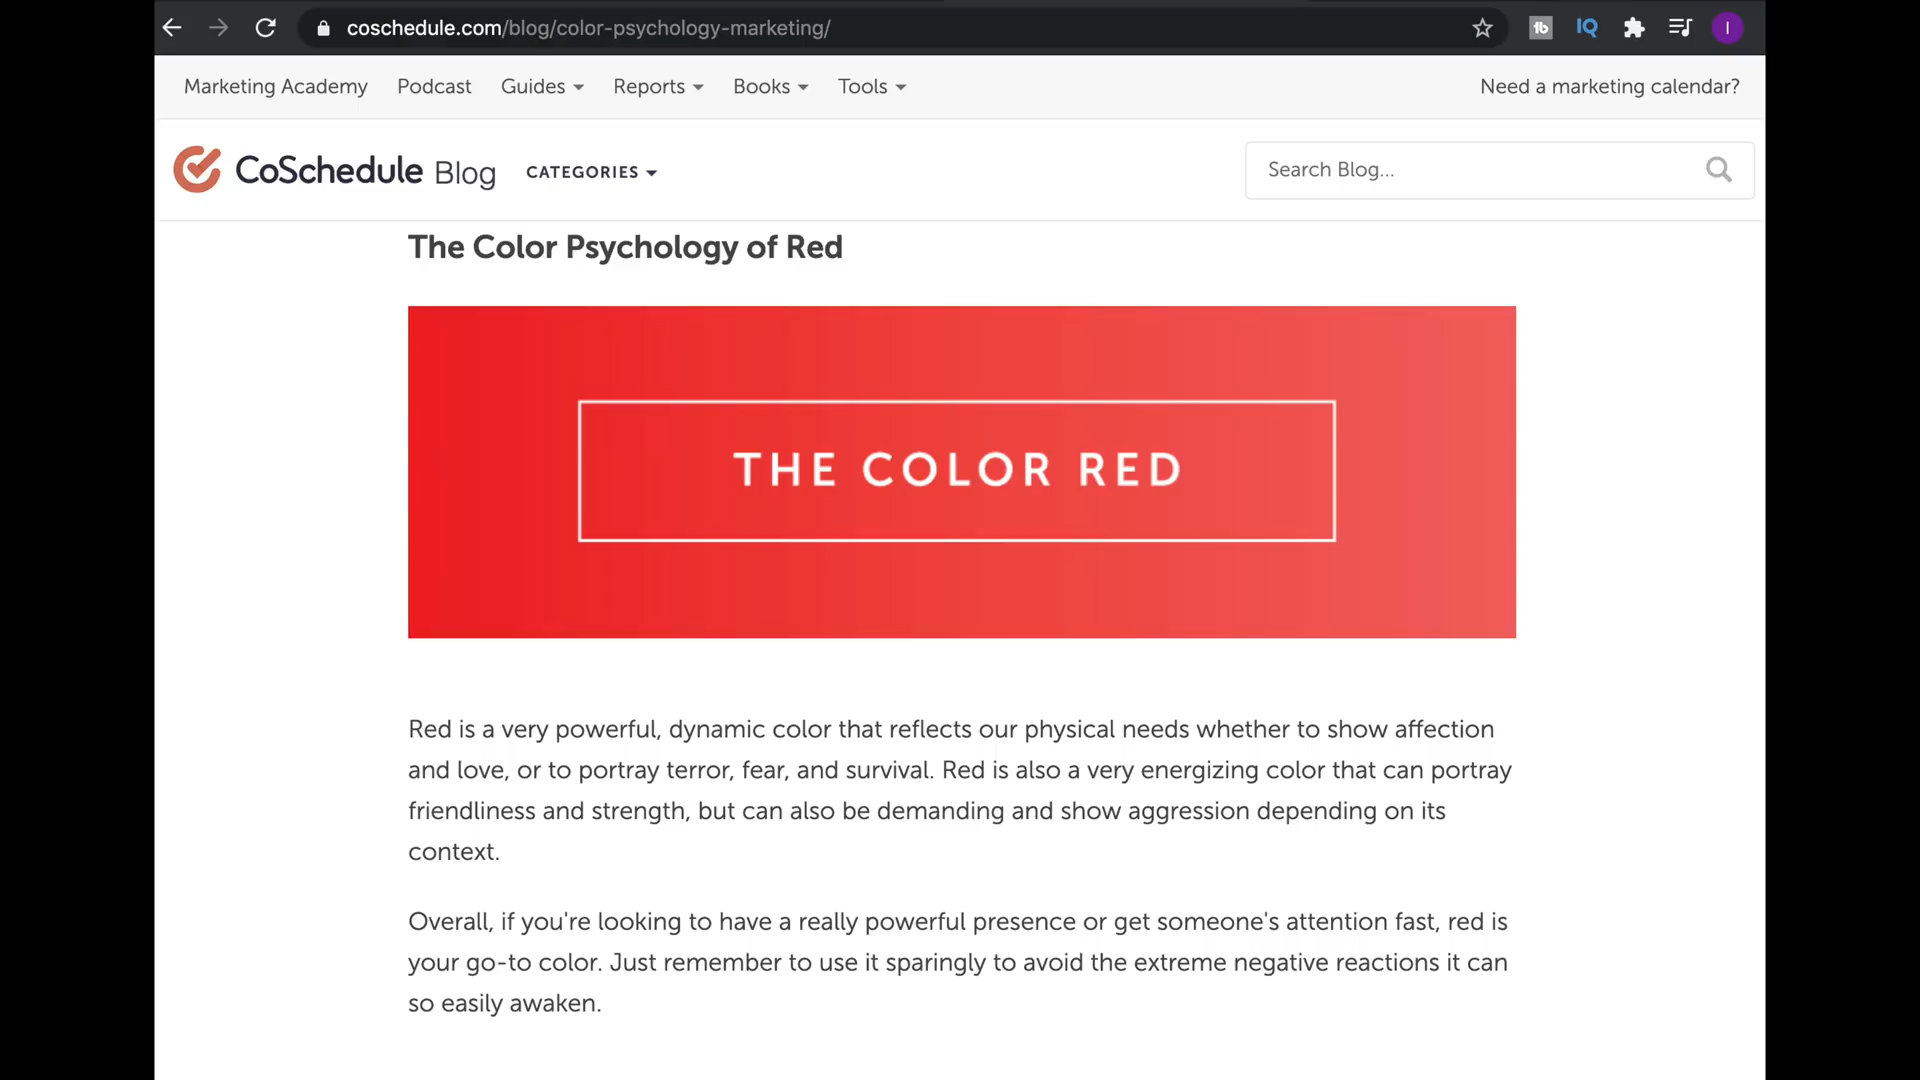 coschedule.com/blog/color-psychology-marketing/
tb
IQ
I
Marketing Academy Podcast Guides Reports Books Tools Need a marketing calendar?
CoSchedule Blog CATEGORIES Search Blog...
The Color Psychology of Red
THE COLOR RED
Red is a very powerful, dynamic color that reflects our physical needs whether to show affection
and love, or to portray terror, fear, and survival. Red is also a very energizing color that can portray
friendliness and strength, but can also be demanding and show aggression depending on its
context.
Overall, if you're looking to have a really powerful presence or get someone's attention fast, red is
your go-to color. Just remember to use it sparingly to avoid the extreme negative reactions it can
so easily awaken.